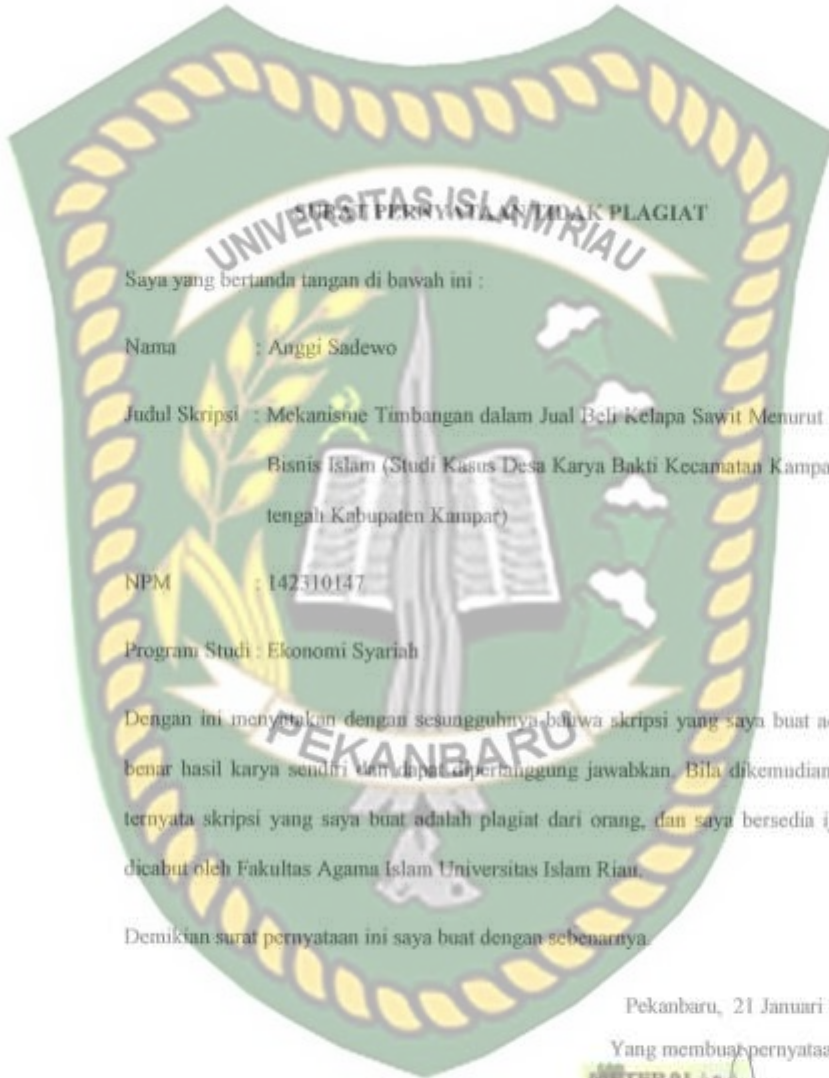 UNIVERSITAS ISLAM RIAU
SURAT PERNYATAAN TIDAK PLAGIAT
Saya yang bertanda tangan di bawah ini :
Nama : Anggi Sadewo
Judul Skripsi : Mekanisme Timbangan dalam Jual Beli Kelapa Sawit Menurut
Bisnis Islam (Studi Kasus Desa Karya Bakti Kecamatan Kampa
tengah Kabupaten Kampar)
NPM : 142310147
Program Studi : Ekonomi Syariah
Dengan ini menyatakan dengan sesungguhnya bahwa skripsi yang saya buat
PEKANBARU
benar hasil karya sendiri dan dapat dipertanggung jawabkan. Bila dikemudian
ternyata skripsi yang saya buat adalah plagiat dari orang, dan saya bersedia
dicabut oleh Fakultas Agama Islam Universitas Islam Riau.
Demikian surat pernyataan ini saya buat dengan sebenarnya.
Pekanbaru, 21 Januari
Yang membuat pernyataa